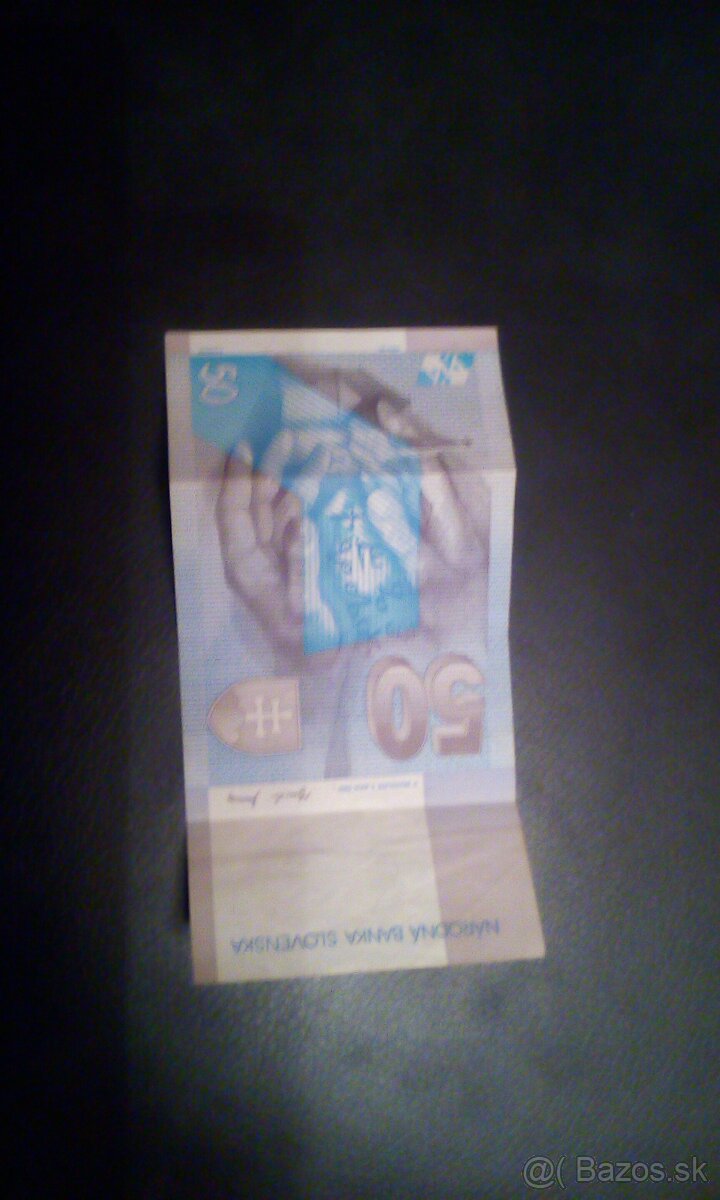 50
50
NÁRODNÁ BANKA SLOVENSKA
@( Bazos.sk